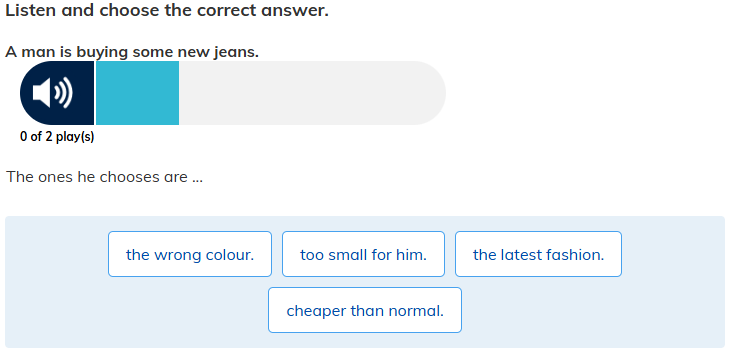 Listen and choose the correct answer.
A man is buying some new jeans.
0 of 2 play(s)
The ones he chooses are ...
the wrong colour.
too small for him.
the latest fashion.
cheaper than normal.